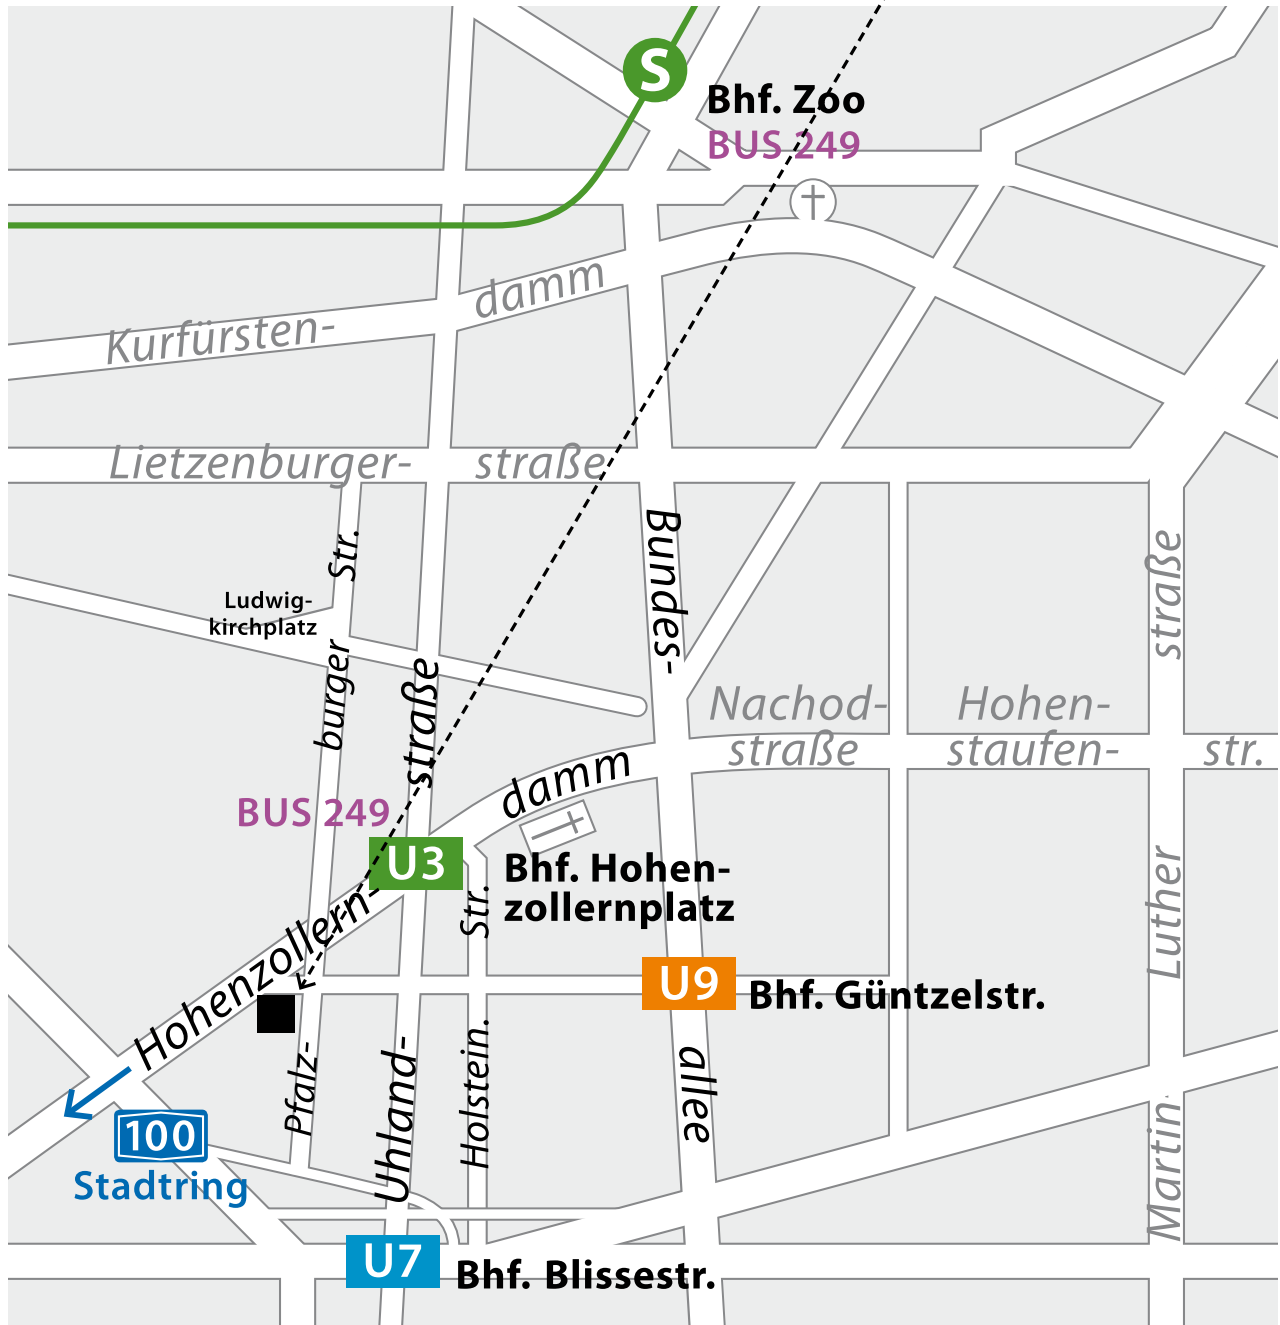 S
Bhf. Zoo
BUS 249
damm
Kurfürsten-
Lietzenburger-
straße
Bundes-
Str.
straße
Ludwig-
kirchplatz
burger
straße
Nachod-
straße
Hohen-
staufen-
str.
damm
BUS 249
U3
Bhf. Hohen-
zollernplatz
Str.
Luther
Hohenzollern-
U9
Bhf. Güntzelstr.
Pfalz-
Uhland-
Holstein.
allee
Martin-
100
Stadtring
U7
Bhf. Blissestr.